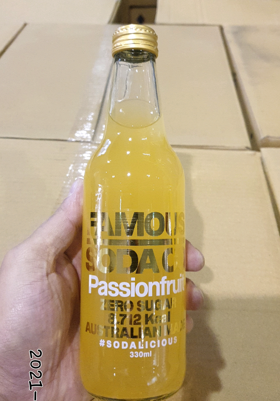 FAMOUS
SODA C
Passionfruit
ZERO SUGAR
AUSTRALIAN
#SODALICIOUS
330ml
2021-